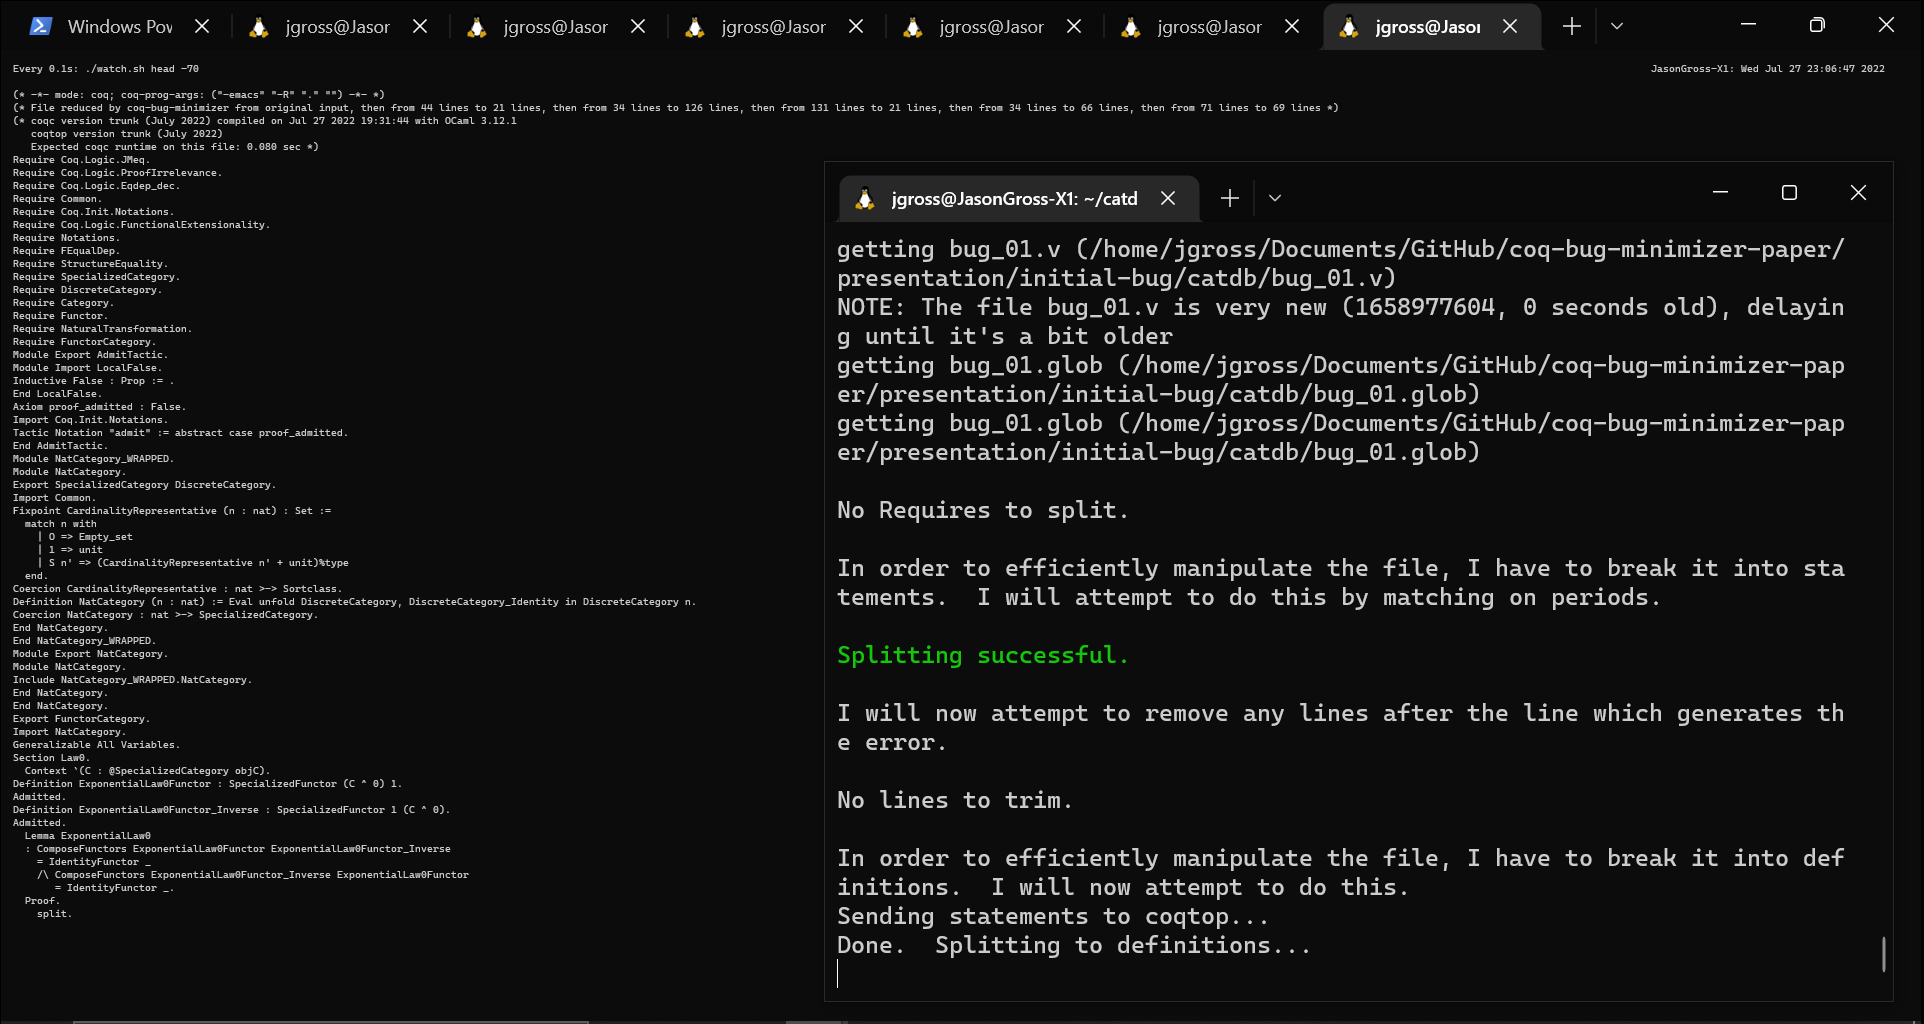 Windows Pow
jgross@Jasor
jgross@Jasor
jgross@Jasor
jgross@Jasor
jgross@Jasor
jgross@Jasor
Every 0.1s: ./watch.sh head -70
JasonGross-X1: Wed Jul 27 23:06:47 2022
(* -*- mode: coq; coq-prog-args: ("-emacs" "-R" "." "") -*- *)
(* File reduced by coq-bug-minimizer from original input, then from 44 lines to 21 lines, then from 34 lines to 126 lines, then from 131 lines to 21 lines, then from 34 lines to 66 lines, then from 71 lines to 69 lines *)
(* coqc version trunk (July 2022) compiled on Jul 27 2022 19:31:44 with OCaml 3.12.1
   coqtop version trunk (July 2022)
   Expected coqc runtime on this file: 0.080 sec *)
Require Coq.Logic.JMeq.
Require Coq.Logic.ProofIrrelevance.
Require Coq.Logic.Eqdep_dec.
Require Common.
Require Coq.Init.Notations.
Require Coq.Logic.FunctionalExtensionality.
Require Notations.
Require FEqualDep.
Require StructureEquality.
Require SpecializedCategory.
Require DiscreteCategory.
Require Category.
Require Functor.
Require NaturalTransformation.
Require FunctorCategory.
Module Export AdmitTactic.
Module Import LocalFalse.
Inductive False : Prop := .
End LocalFalse.
Axiom proof_admitted : False.
Import Coq.Init.Notations.
Tactic Notation "admit" := abstract case proof_admitted.
End AdmitTactic.
Module NatCategory_WRAPPED.
Module NatCategory.
Export SpecializedCategory DiscreteCategory.
Import Common.
Fixpoint CardinalityRepresentative (n : nat) : Set :=
  match n with
    | O => Empty_set
    | 1 => unit
    | S n' => (CardinalityRepresentative n' + unit)%type
  end.
Coercion CardinalityRepresentative : nat >-> Sortclass.
Definition NatCategory (n : nat) := Eval unfold DiscreteCategory, DiscreteCategory_Identity in DiscreteCategory n.
Coercion NatCategory : nat >-> SpecializedCategory.
End NatCategory.
End NatCategory_WRAPPED.
Module Export NatCategory.
Module NatCategory.
Include NatCategory_WRAPPED.NatCategory.
End NatCategory.
End NatCategory.
Export FunctorCategory.
Import NatCategory.
Generalizable All Variables.
Section Law0.
  Context `(C : @SpecializedCategory objC).
Definition ExponentialLaw0Functor : SpecializedFunctor (C ^ 0) 1.
Admitted.
Definition ExponentialLaw0Functor_Inverse : SpecializedFunctor 1 (C ^ 0).
Admitted.
  Lemma ExponentialLaw0
  : ComposeFunctors ExponentialLaw0Functor ExponentialLaw0Functor_Inverse
    = IdentityFunctor _
    /\ ComposeFunctors ExponentialLaw0Functor_Inverse ExponentialLaw0Functor
       = IdentityFunctor _.
  Proof.
    split.
jgross@JasonGross-X1: ~/catd
getting bug_01.v (/home/jgross/Documents/GitHub/coq-bug-minimizer-paper/
presentation/initial-bug/catdb/bug_01.v)
NOTE: The file bug_01.v is very new (1658977604, 0 seconds old), delayin
g until it's a bit older
getting bug_01.glob (/home/jgross/Documents/GitHub/coq-bug-minimizer-pap
er/presentation/initial-bug/catdb/bug_01.glob)
getting bug_01.glob (/home/jgross/Documents/GitHub/coq-bug-minimizer-pap
er/presentation/initial-bug/catdb/bug_01.glob)
No Requires to split.
In order to efficiently manipulate the file, I have to break it into sta
tements.  I will attempt to do this by matching on periods.
Splitting successful.
I will now attempt to remove any lines after the line which generates th
e error.
No lines to trim.
In order to efficiently manipulate the file, I have to break it into def
initions.  I will now attempt to do this.
Sending statements to coqtop...
Done.  Splitting to definitions...